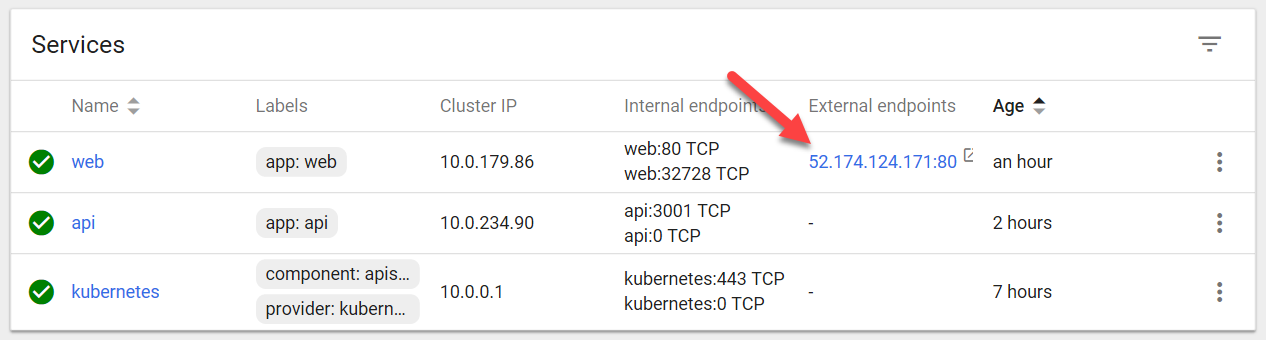 Services
Name Labels Cluster IP Internal endpoints External endpoints Age
web app: web 10.0.179.86 web:80 TCP 52.174.124.171:80 an hour
web:32728 TCP
api app: api 10.0.234.90 api:3001 TCP - 2 hours
api:0 TCP
kubernetes component: apis... 10.0.0.1 kubernetes:443 TCP - 7 hours
provider: kubern... kubernetes:0 TCP